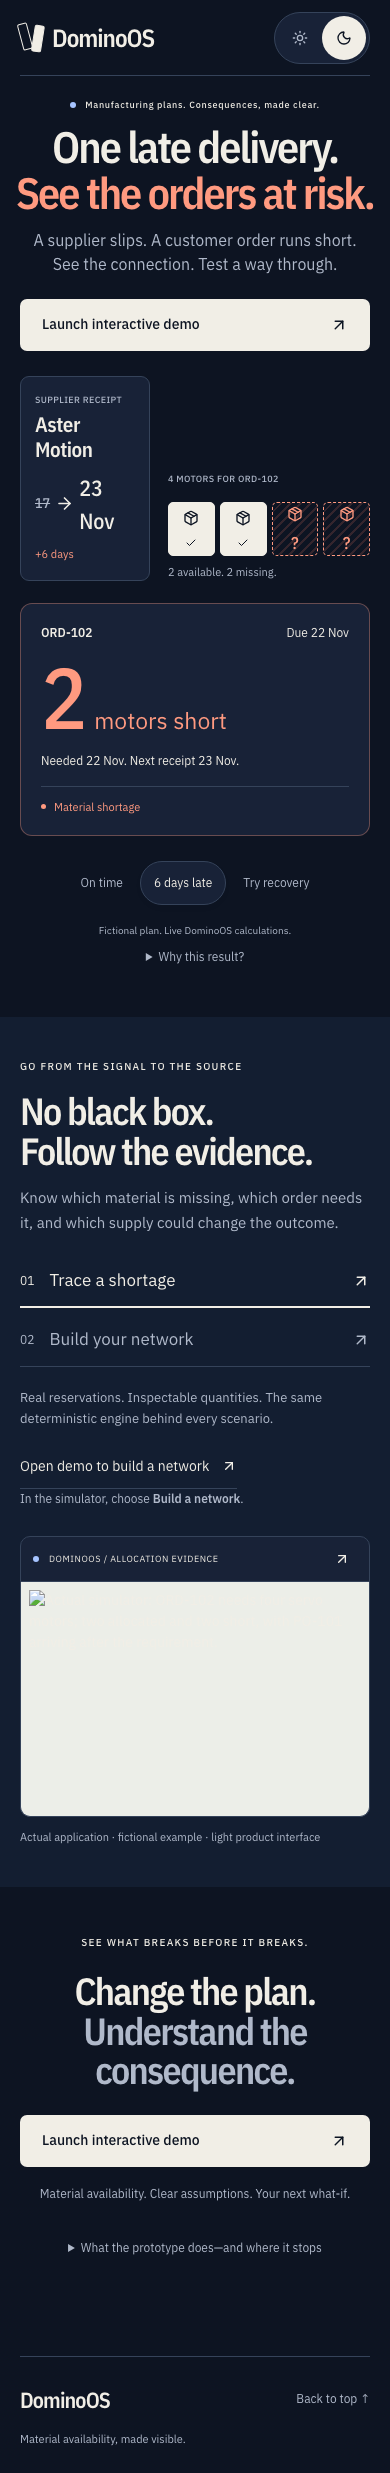 DominoOS
Manufacturing plans. Consequences, made clear.
One late delivery.
See the orders at risk.
A supplier slips. A customer order runs short.
See the connection. Test a way through.
Launch interactive demo
SUPPLIER RECEIPT
Aster
Motion
17 → 23
Nov
+6 days
4 MOTORS FOR ORD-102
? ?
2 available. 2 missing.
ORD-102 Due 22 Nov
2 motors short
Needed 22 Nov. Next receipt 23 Nov.
Material shortage
On time 6 days late Try recovery
Fictional plan. Live DominoOS calculations.
▶ Why this result?
GO FROM THE SIGNAL TO THE SOURCE
No black box.
Follow the evidence.
Know which material is missing, which order needs
it, and which supply could change the outcome.
01 Trace a shortage
02 Build your network
Real reservations. Inspectable quantities. The same
deterministic engine behind every scenario.
Open demo to build a network
In the simulator, choose Build a network.
DOMINOOS / ALLOCATION EVIDENCE
Actual application · fictional example · light product interface
SEE WHAT BREAKS BEFORE IT BREAKS.
Change the plan.
Understand the
consequence.
Launch interactive demo
Material availability. Clear assumptions. Your next what-if.
▶ What the prototype does—and where it stops
DominoOS
Back to top ↑
Material availability, made visible.